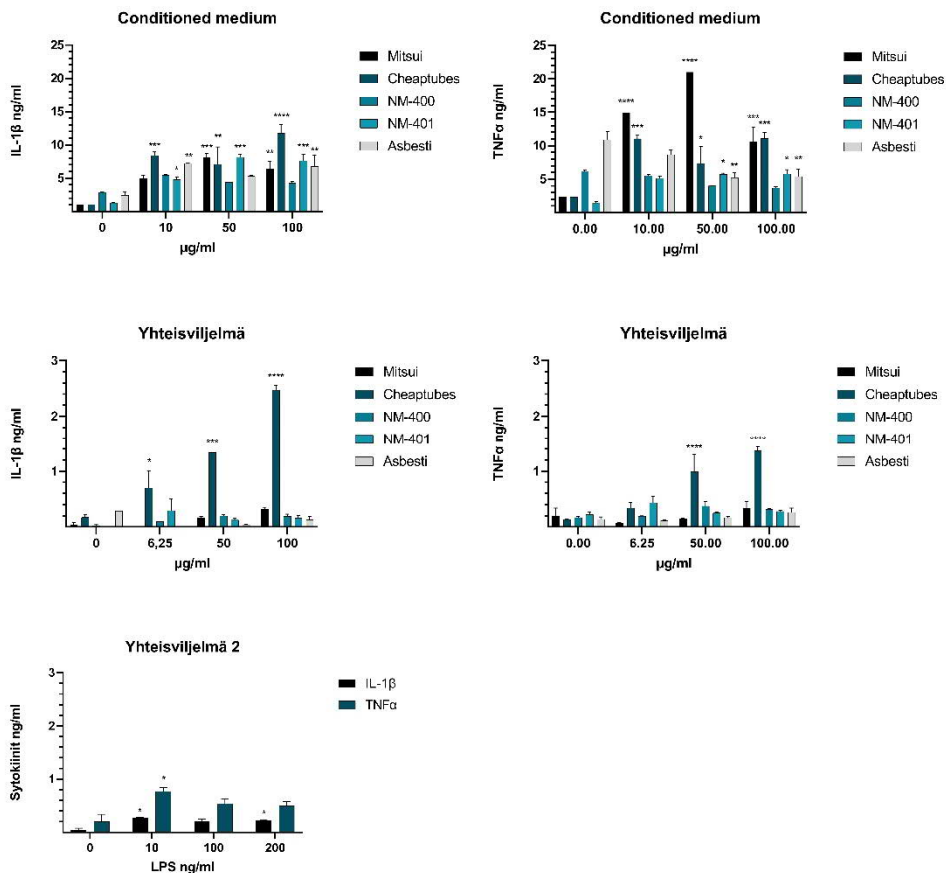 Conditioned medium
IL-1β ng/ml
25
20
15
10
5
***
*
**
***
**
***
**
****
***
**
0 10 50 100
µg/ml
Mitsui
Cheaptubes
NM-400
NM-401
Asbesti
Conditioned medium
TNFα ng/ml
25
20
15
10
5
****
***
****
*
*
**
***
***
*
**
0.00 10.00 50.00 100.00
µg/ml
Mitsui
Cheaptubes
NM-400
NM-401
Asbesti
Yhteisviljelmä
IL-1β ng/ml
3
2
1
*
***
****
0 6,25 50 100
µg/ml
Mitsui
Cheaptubes
NM-400
NM-401
Asbesti
Yhteisviljelmä
TNFα ng/ml
3
2
1
****
****
0.00 6.25 50.00 100.00
µg/ml
Mitsui
Cheaptubes
NM-400
NM-401
Asbesti
Yhteisviljelmä 2
Sytokiinit ng/ml
3
2
1
*
*
*
0 10 100 200
LPS ng/ml
IL-1β
TNFα